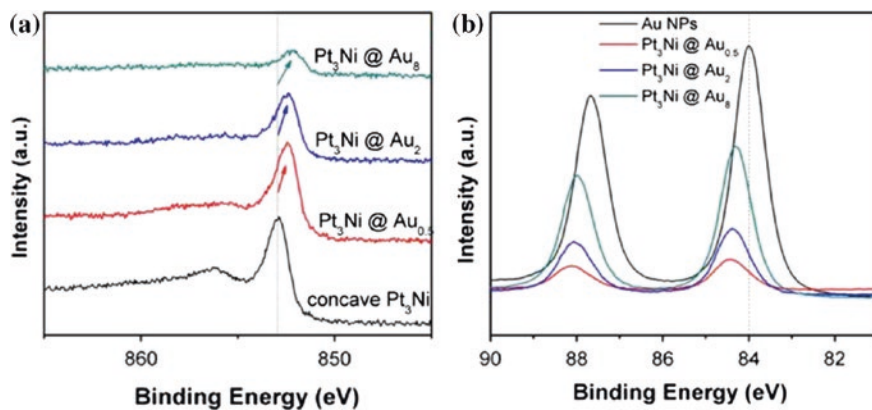 (a)
Pt3Ni @ Au8
Pt3Ni @ Au2
Pt3Ni @ Au0.5
concave Pt3Ni
Intensity (a.u.)
860
850
Binding Energy (eV)
(b)
Au NPs
Pt3Ni @ Au0.5
Pt3Ni @ Au2
Pt3Ni @ Au8
Intensity (a.u.)
90
88
86
84
82
Binding Energy (eV)